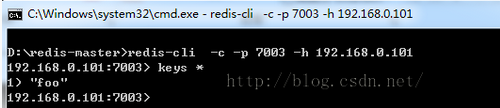 C:\Windows\system32\cmd.exe - redis-cli -c -p 7003 -h 192.168.0.101
D:\redis-master>redis-cli  -c -p 7003 -h 192.168.0.101
192.168.0.101:7003> keys *
1) "foo"
192.168.0.101:7003>
http://blog.csdn.net/